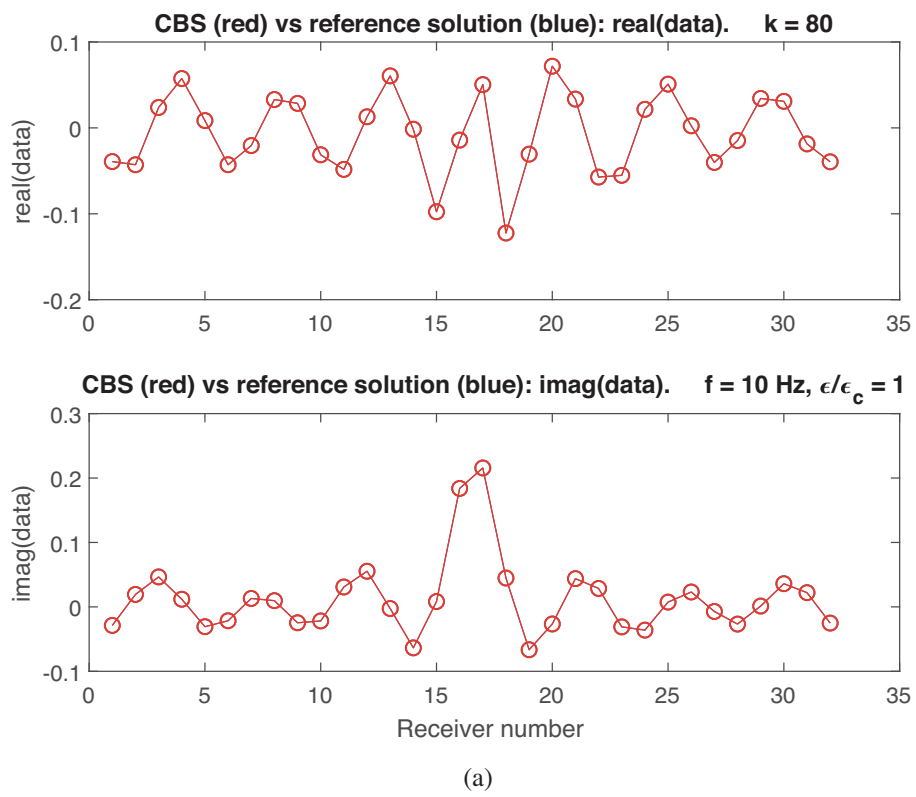 CBS (red) vs reference solution (blue): real(data). k = 80
0.1
0
-0.1
-0.2
real(data)
0 5 10 15 20 25 30 35
CBS (red) vs reference solution (blue): imag(data). f = 10 Hz, ϵ/ϵc = 1
0.3
0.2
0.1
0
-0.1
imag(data)
0 5 10 15 20 25 30 35
Receiver number
(a)